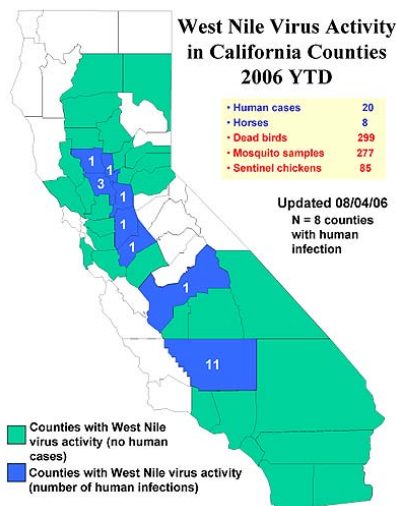 West Nile Virus Activity
in California Counties
2006 YTD
• Human cases 20
• Horses 8
• Dead birds 299
• Mosquito samples 277
• Sentinel chickens 85
Updated 08/04/06
N = 8 counties
with human
infection
1
1
3
1
1
1
1
11
Counties with West Nile
virus activity (no human
cases)
Counties with West Nile virus activity
(number of human infections)